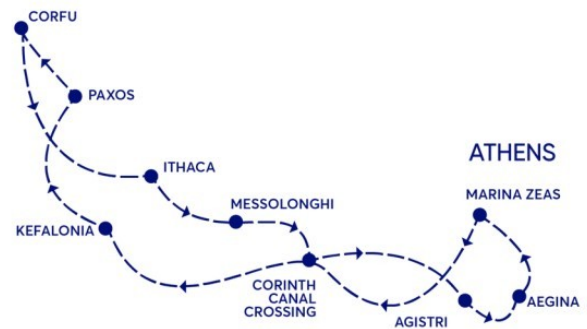 CORFU
PAXOS
ITHACA
ATHENS
MARINA ZEAS
MESSOLONGHI
KEFALONIA
CORINTH
CANAL
CROSSING
AEGINA
AGISTRI